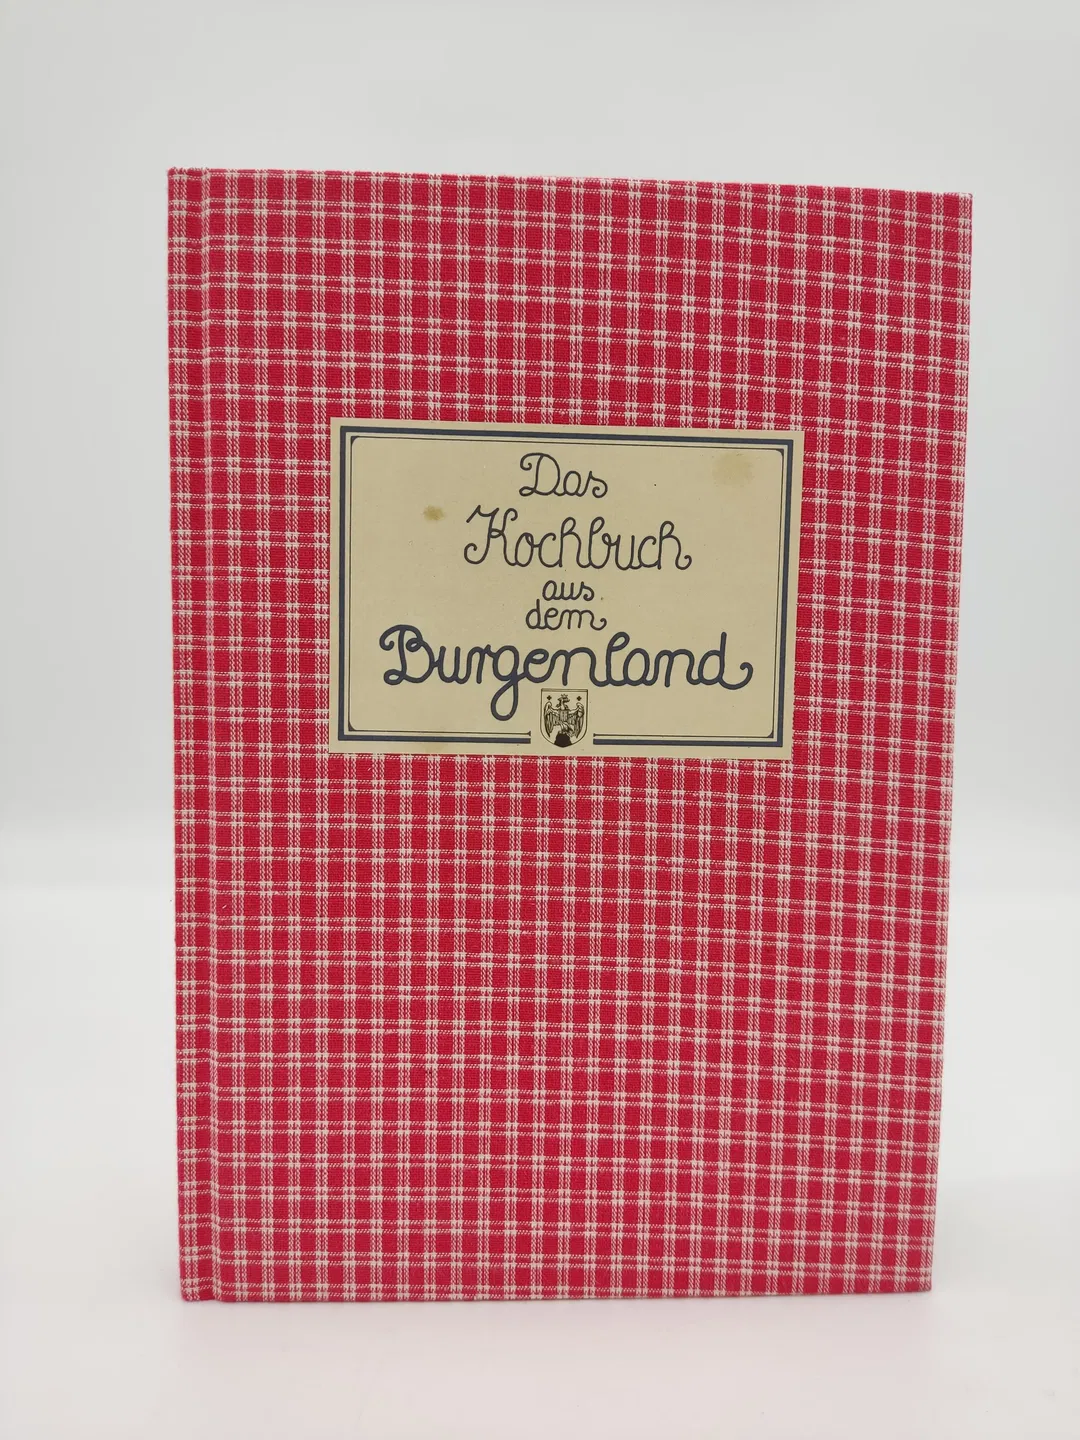 Das
Kochbuch
aus
dem
Burgenland